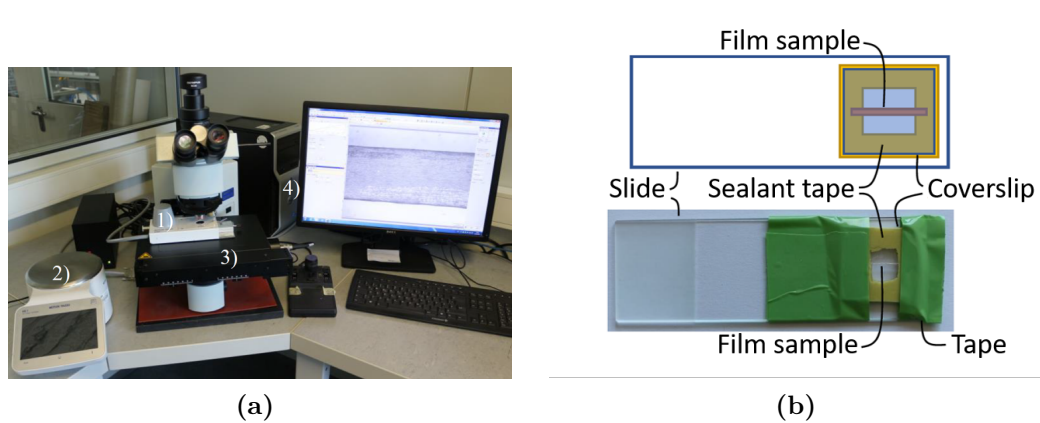 Film sample
1)
4)
Slide
Sealant tape
Coverslip
3)
2)
Film sample
Tape
(a)
(b)